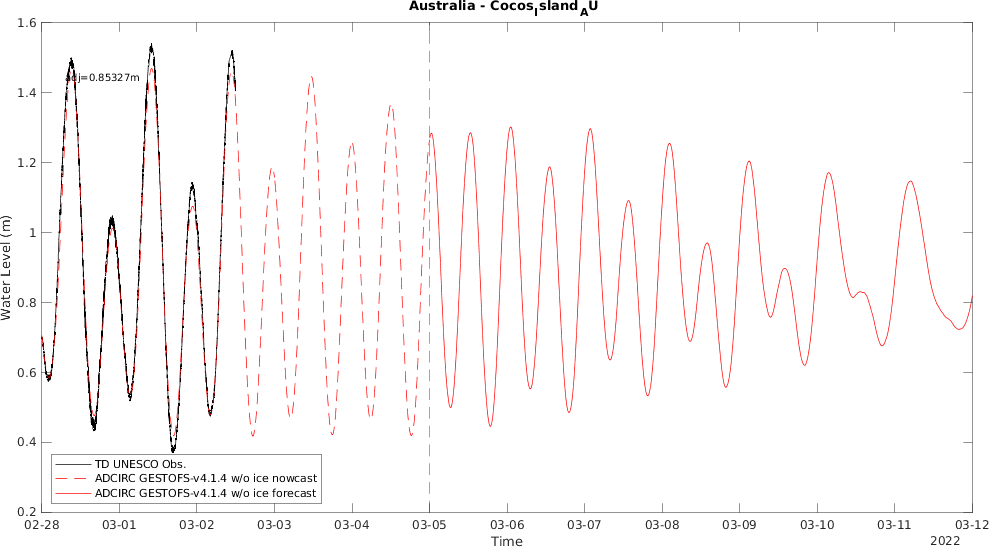 Australia - Cocos_Island_AU
1.6
1.4
1.2
1
0.8
0.6
0.4
0.2
Water Level (m)
adj=0.85327m
TD UNESCO Obs.
ADCIRC GESTOFS-v4.1.4 w/o ice nowcast
ADCIRC GESTOFS-v4.1.4 w/o ice forecast
02-28 03-01 03-02 03-03 03-04 03-05 03-06 03-07 03-08 03-09 03-10 03-11 03-12
Time
2022